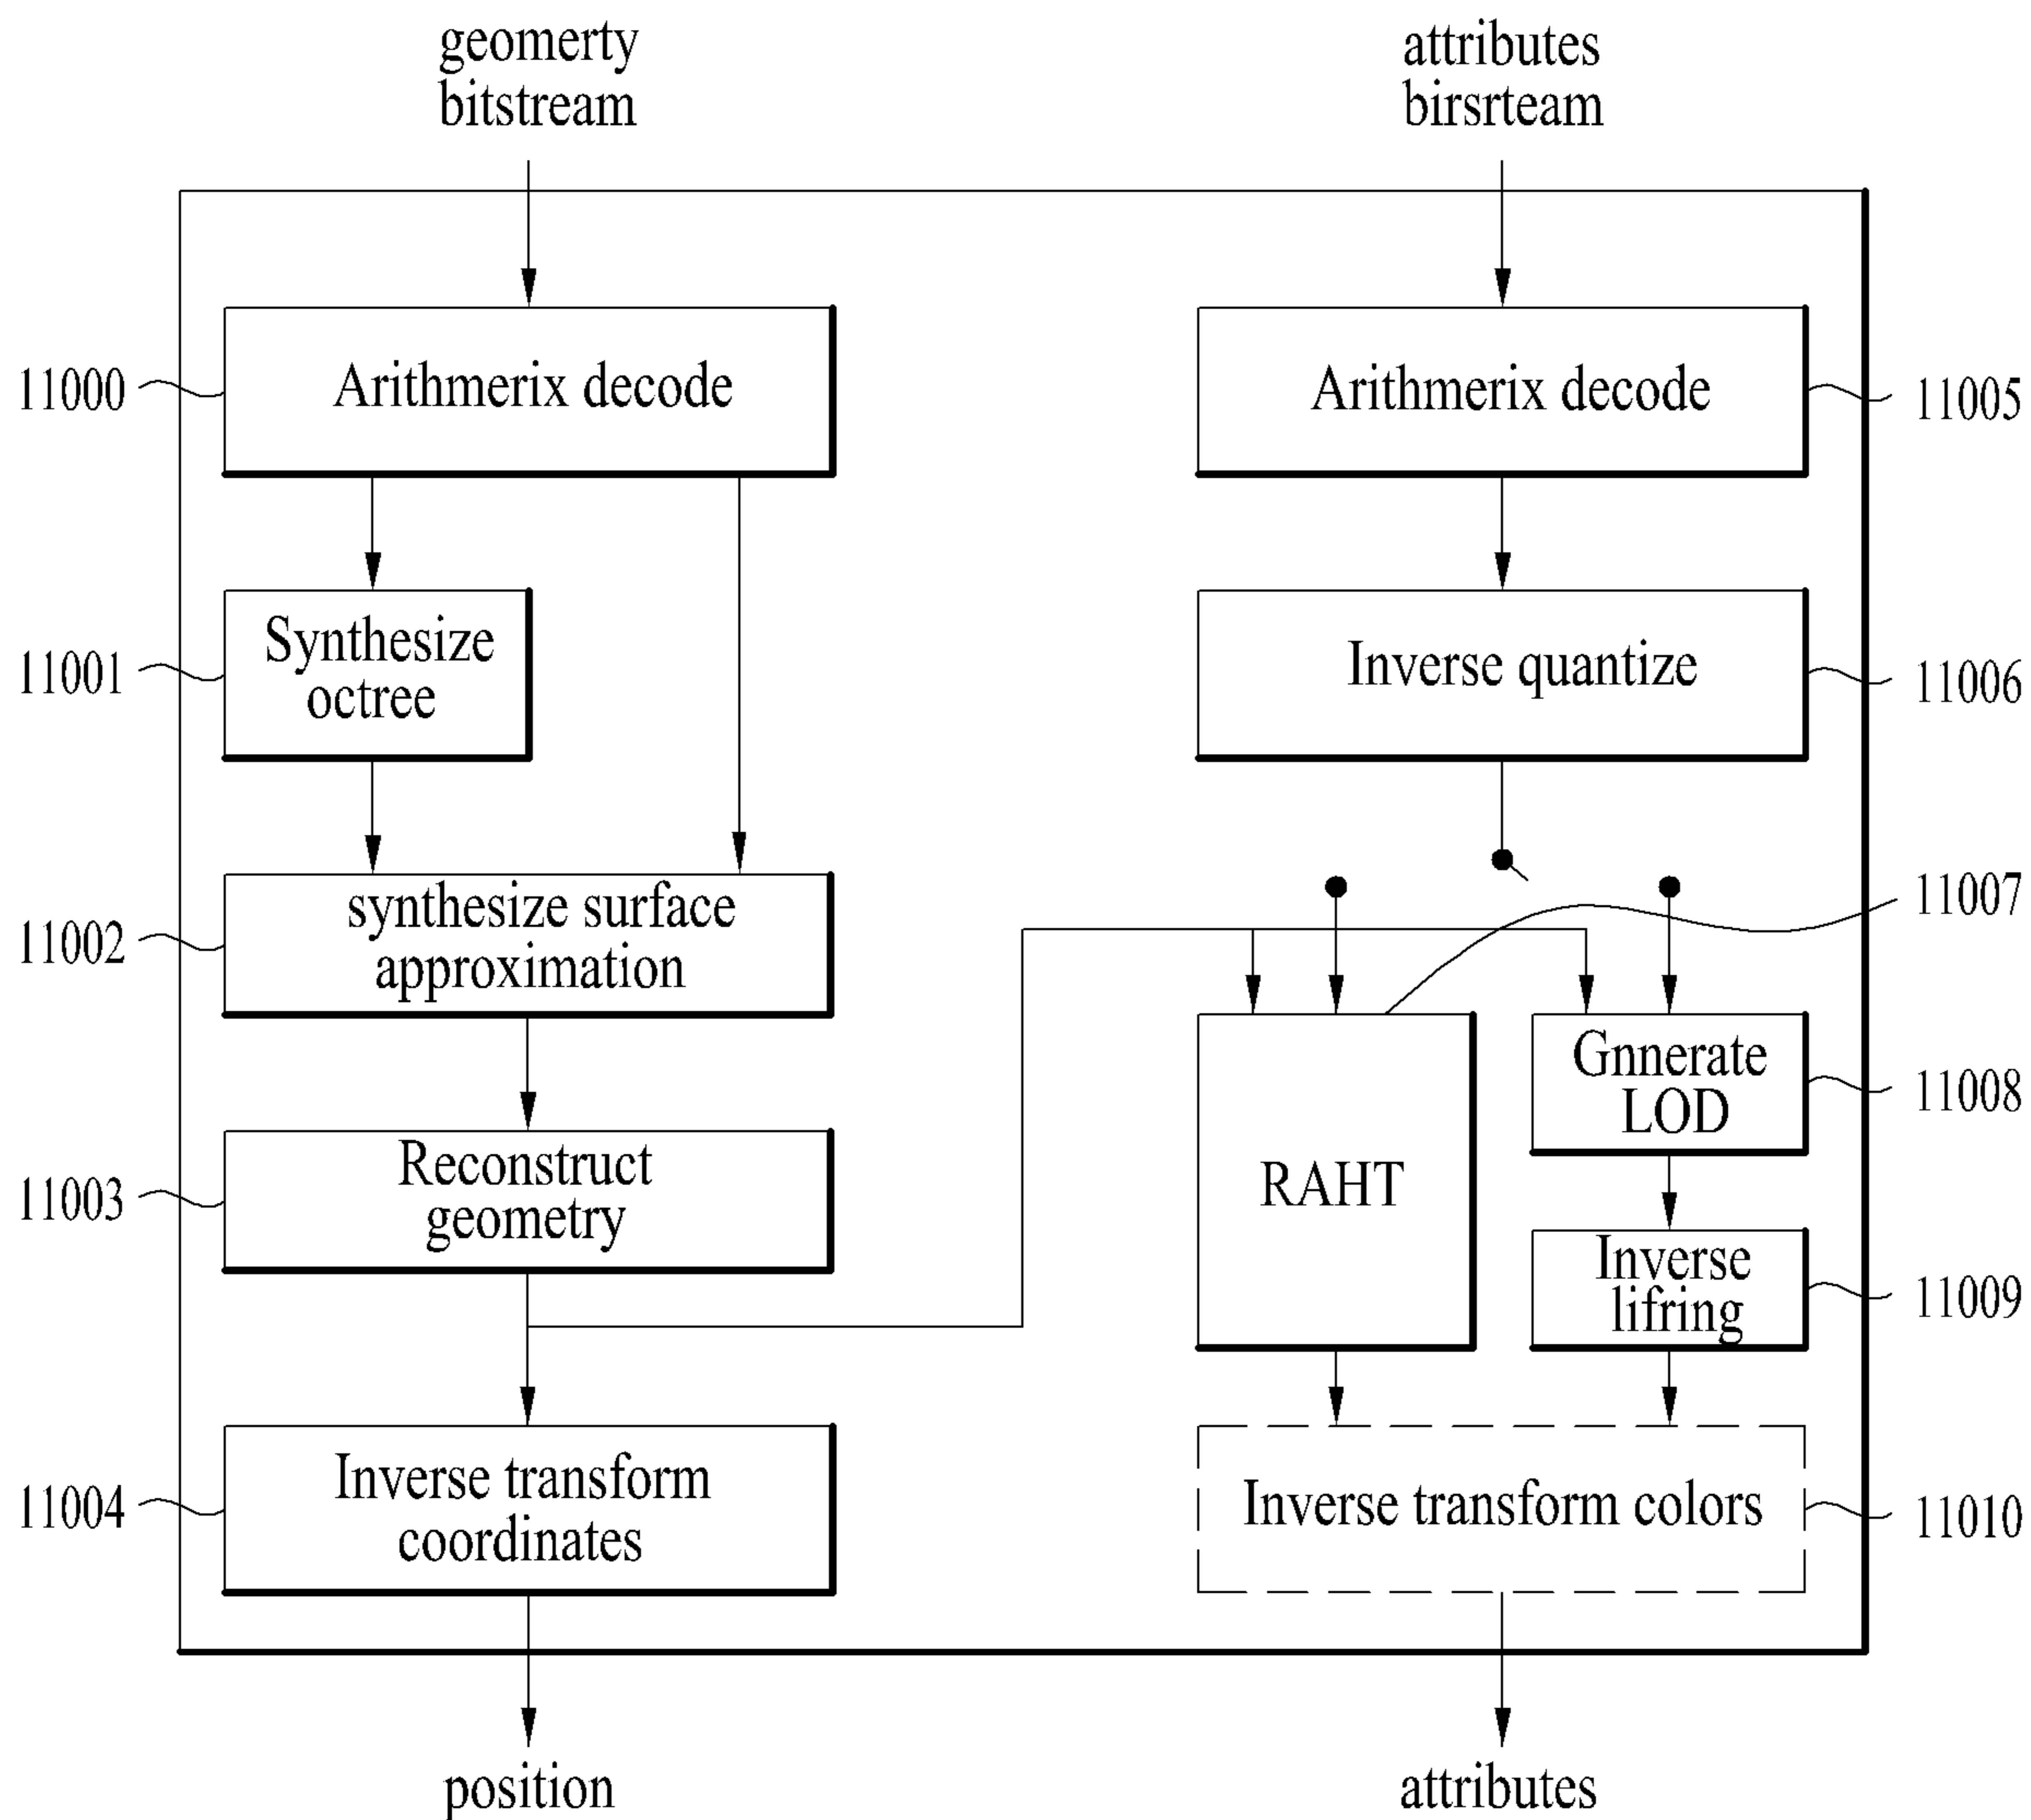 geomerty
bitstream
attributes
birsrteam
11000
Arithmerix decode
Arithmerix decode
11005
11001
Synthesize
octree
Inverse quantize
11006
11002
synthesize surface
approximation
11007
11003
Reconstruct
geometry
RAHT
Gnnerate
LOD
11008
Inverse
lifring
11009
11004
Inverse transform
coordinates
Inverse transform colors
11010
position
attributes